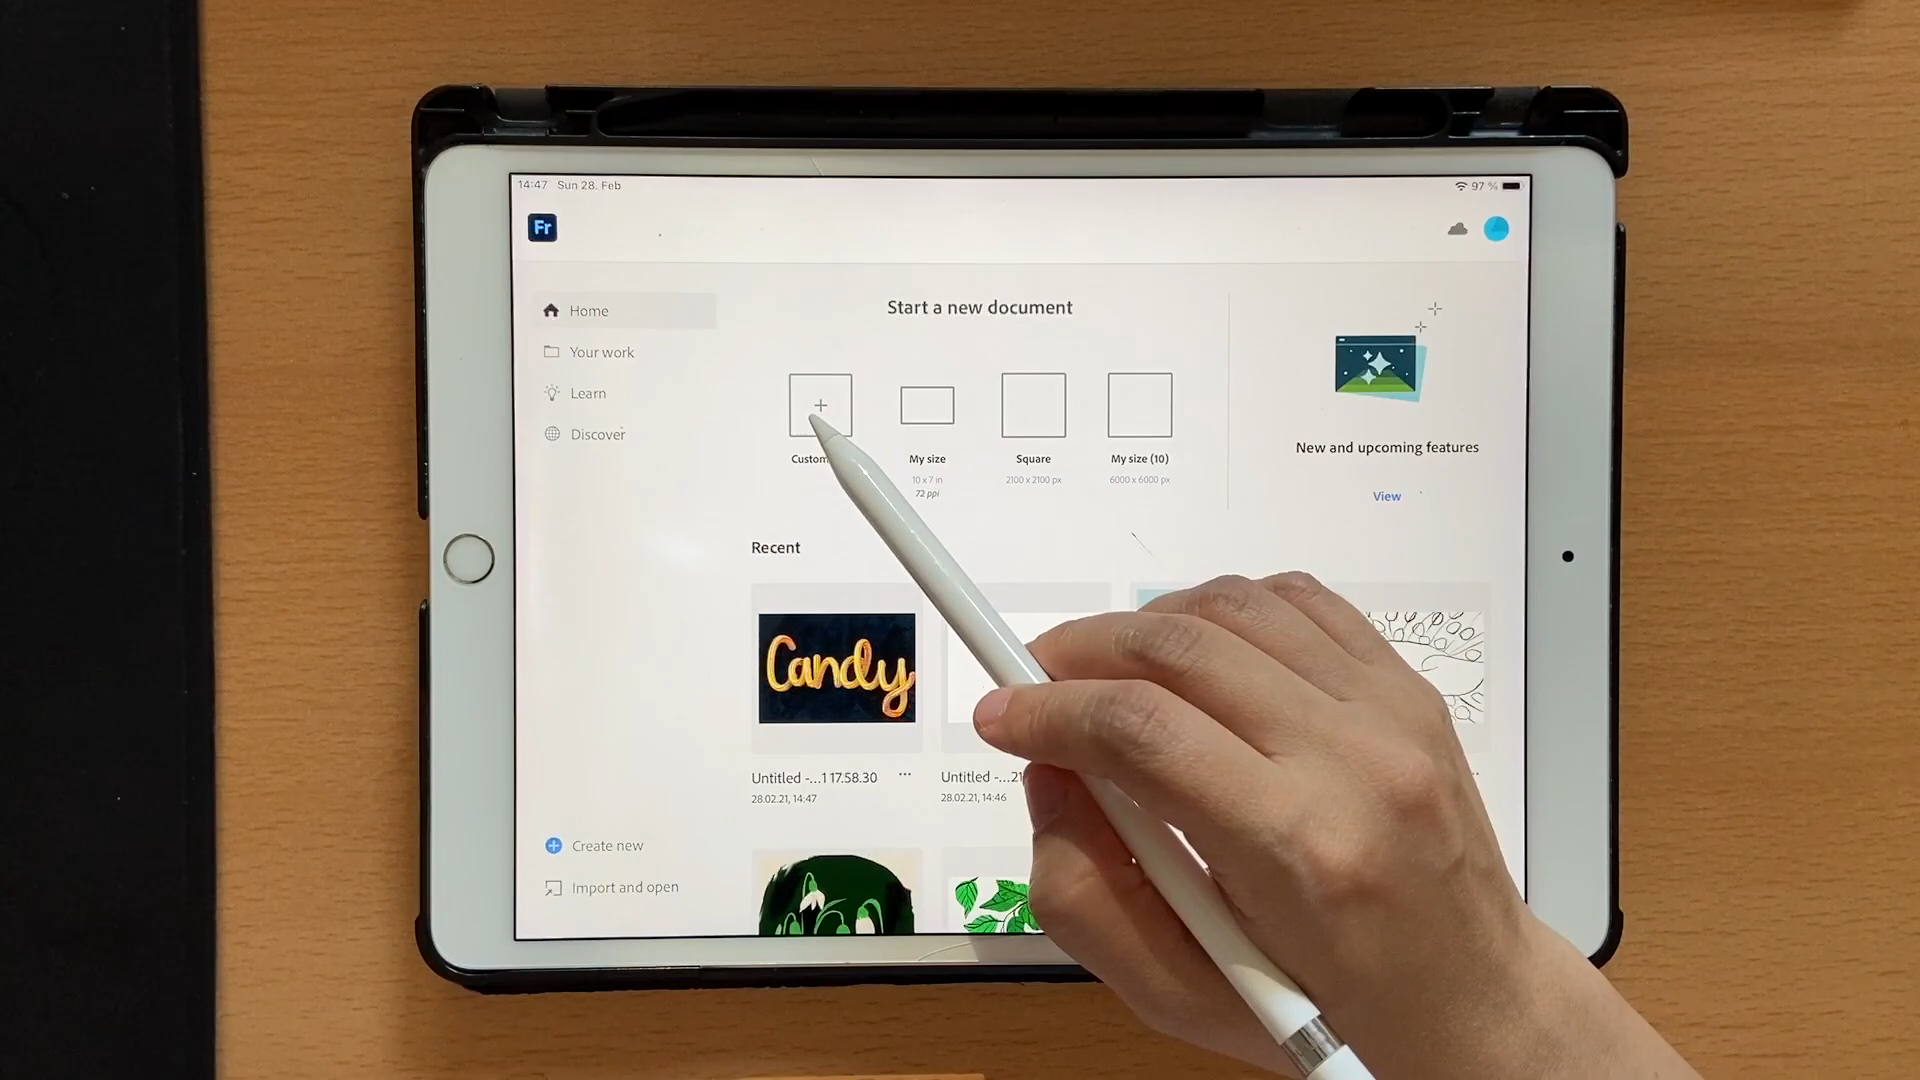 14:47 Sun 28. Feb
97 %
Fr
Home
Your work
Learn
Discover
Start a new document
Custom
My size
10 x 7 in
72 ppi
Square
2100 x 2100 px
My size (10)
6000 x 6000 px
New and upcoming features
View
Recent
Candy
Untitled -...1 17.58.30 ...
28.02.21, 14:47
Untitled -...21
28.02.21, 14:46
Create new
Import and open